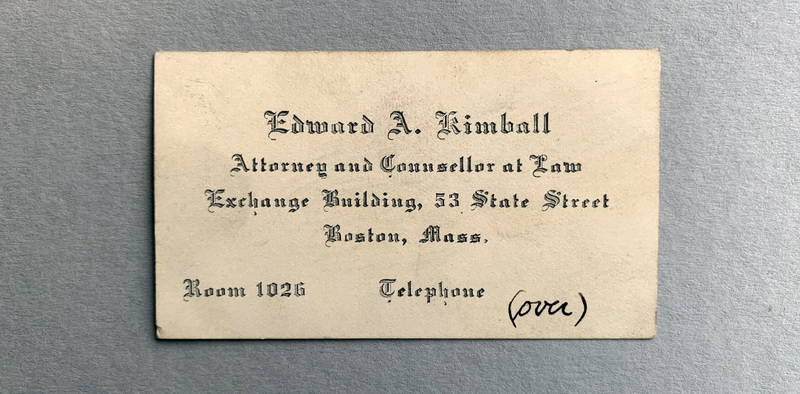 Edward A. Kimball
Attorney and Counsellor at Law
Exchange Building, 53 State Street
Boston, Mass.
Room 1026 Telephone (over)